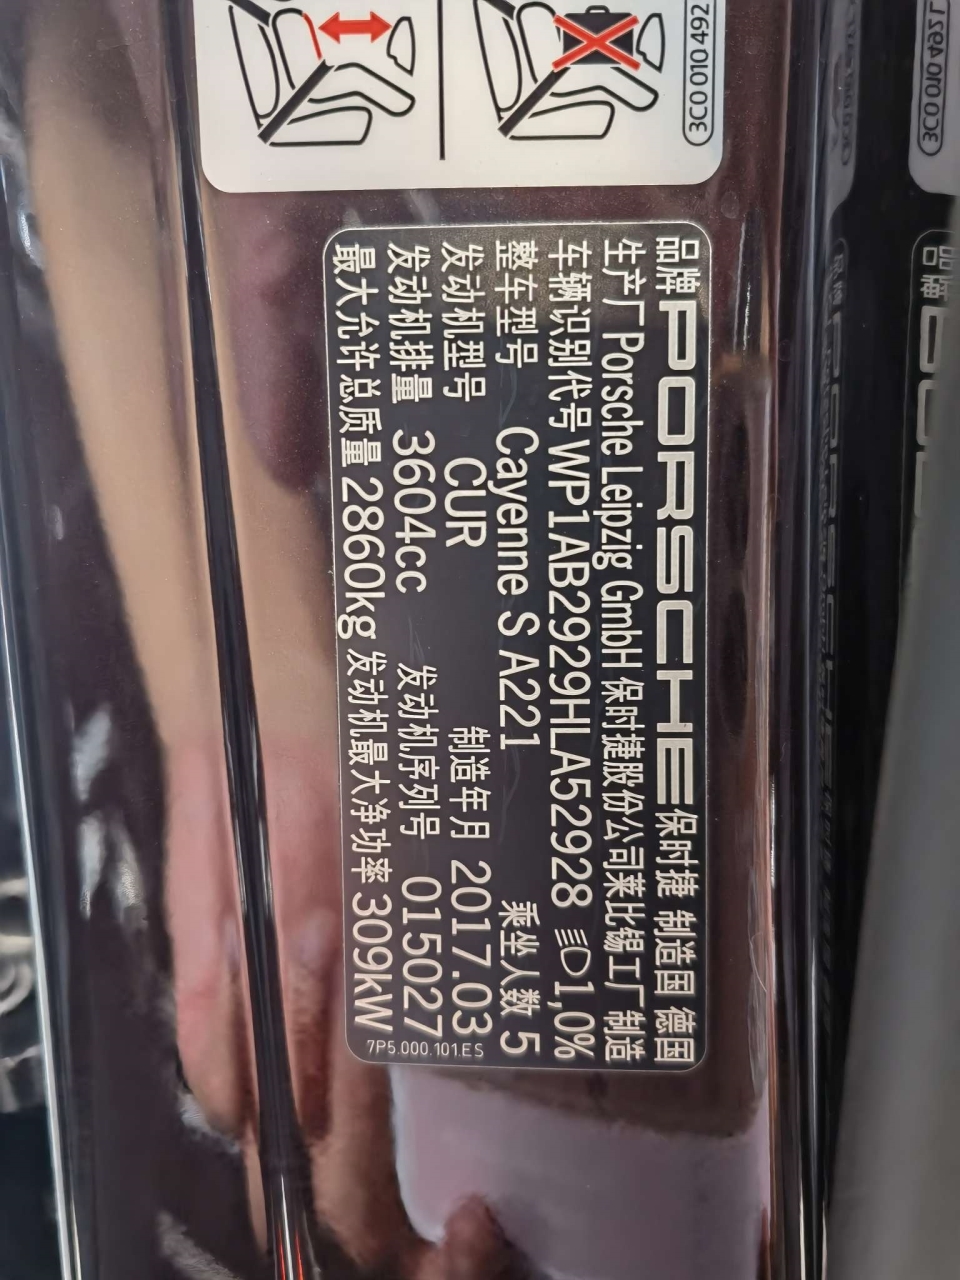 3C0 010 492
品牌 PORSCHE 保时捷 制造国 德国
生产厂 Porsche Leipzig GmbH 保时捷股份公司莱比锡工厂制造
车辆识别代号 WP1AB2929HLA52928 1,0%
整车型号 Cayenne S A221 乘坐人数 5
发动机型号 CUR 制造年月 2017.03
发动机排量 3604cc 发动机序列号 015027
最大允许总质量 2860kg 发动机最大净功率 309kW
7P5.000.101.ES
3C0 010 492
品牌